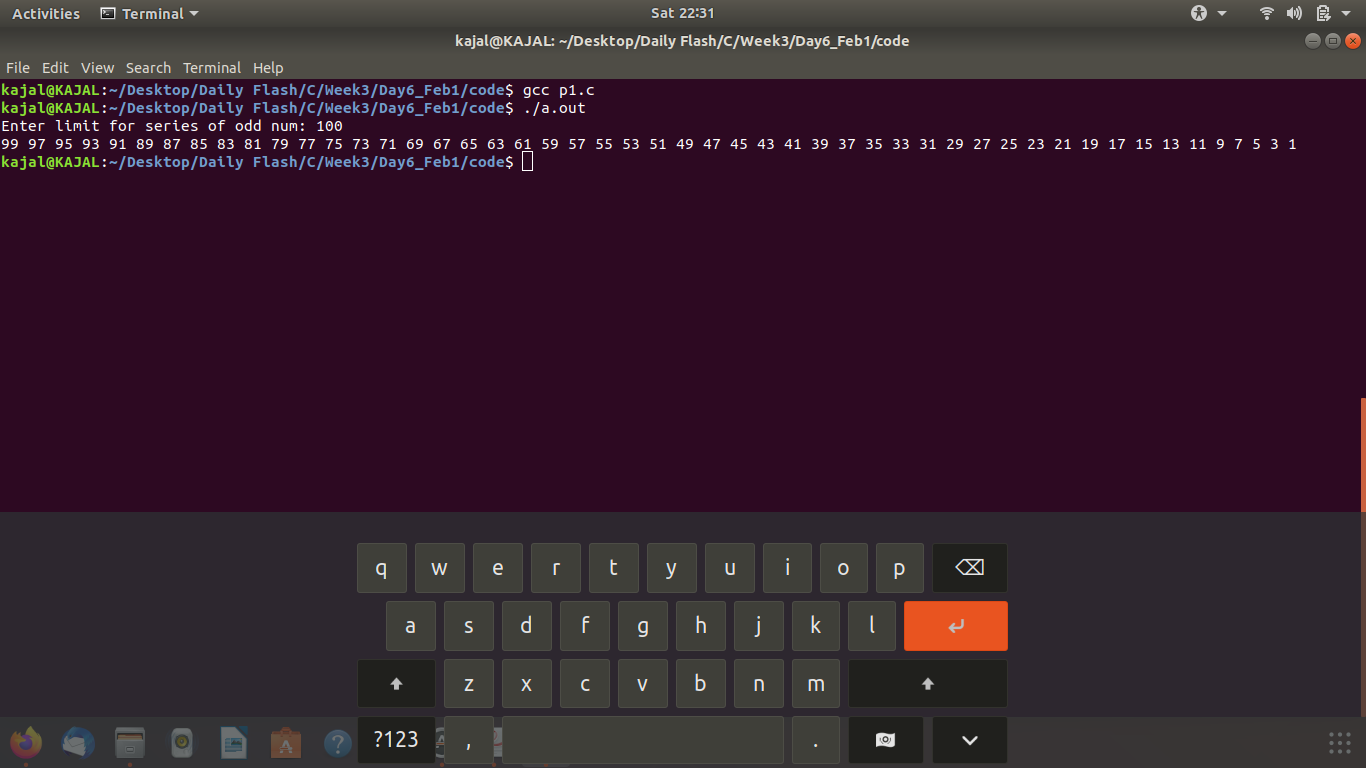 Activities Terminal Sat 22:31
kajal@KAJAL: ~/Desktop/Daily Flash/C/Week3/Day6_Feb1/code
File Edit View Search Terminal Help
kajal@KAJAL:~/Desktop/Daily Flash/C/Week3/Day6_Feb1/code$ gcc p1.c
kajal@KAJAL:~/Desktop/Daily Flash/C/Week3/Day6_Feb1/code$ ./a.out
Enter limit for series of odd num: 100
99 97 95 93 91 89 87 85 83 81 79 77 75 73 71 69 67 65 63 61 59 57 55 53 51 49 47 45 43 41 39 37 35 33 31 29 27 25 23 21 19 17 15 13 11 9 7 5 3 1
kajal@KAJAL:~/Desktop/Daily Flash/C/Week3/Day6_Feb1/code$
q w e r t y u i o p
a s d f g h j k l
z x c v b n m
?123 , .